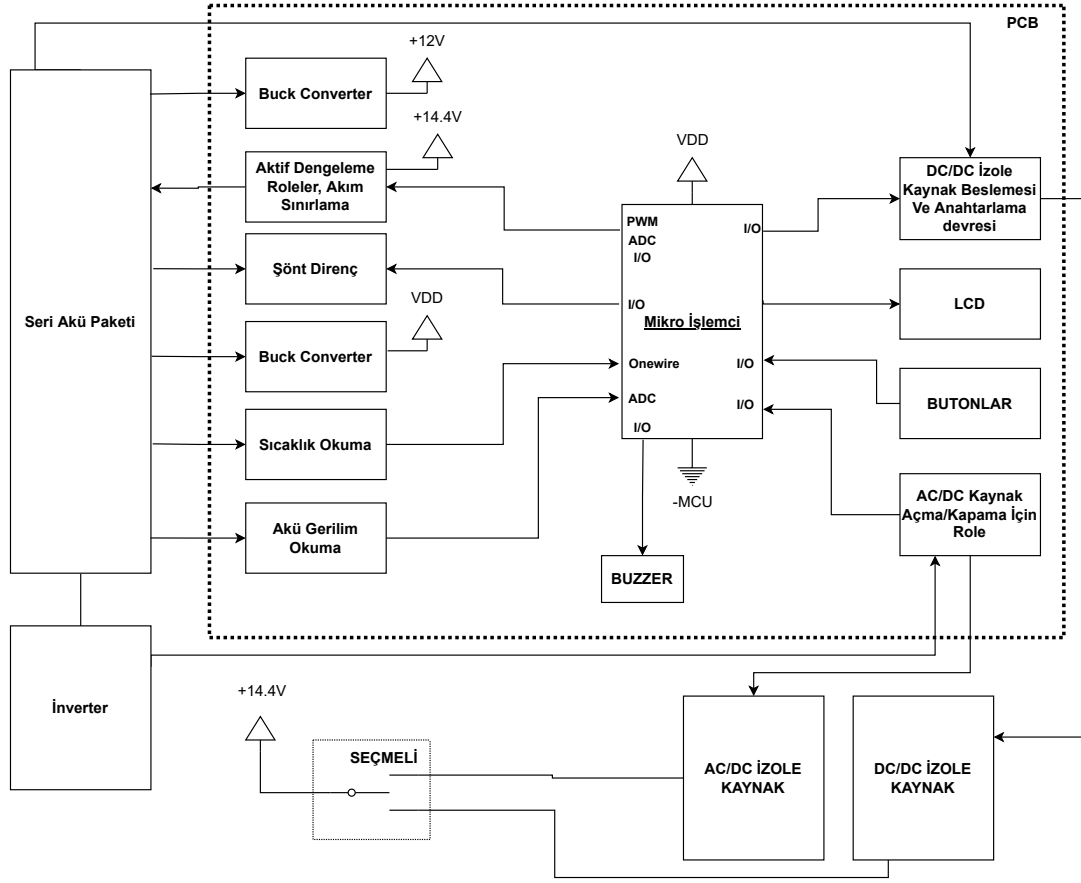 PCB
+12V
Buck Converter
+14.4V
Aktif Dengeleme
Roleler, Akım
Sınırlama
VDD
DC/DC İzole
Kaynak Beslemesi
Ve Anahtarlama
devresi
PWM
ADC
I/O
I/O
Şönt Direnç
I/O
Mikro İşlemci
LCD
Seri Akü Paketi
VDD
Buck Converter
Onewire
I/O
ADC
I/O
I/O
BUTONLAR
Sıcaklık Okuma
-MCU
Akü Gerilim
Okuma
AC/DC Kaynak
Açma/Kapama İçin
Role
BUZZER
İnverter
+14.4V
SEÇMELİ
AC/DC İZOLE
KAYNAK
DC/DC İZOLE
KAYNAK